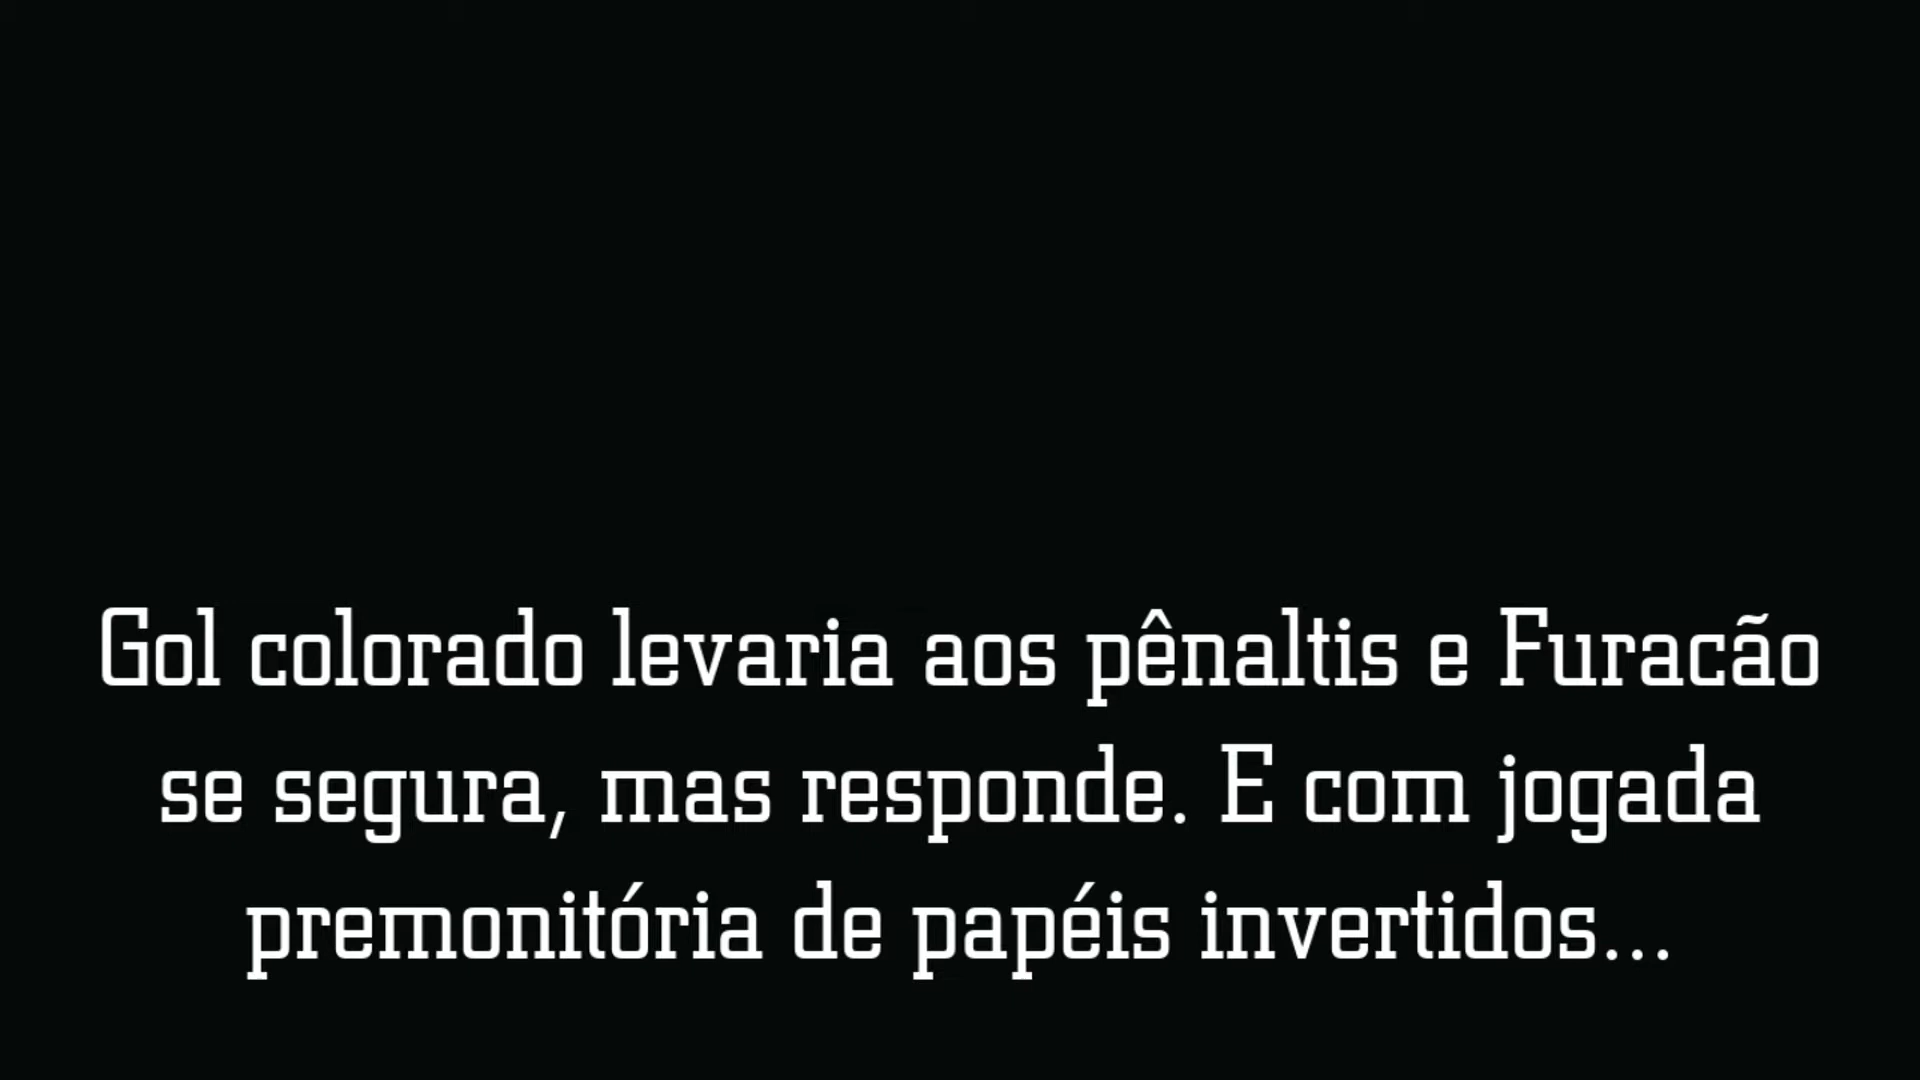 Gol colorado levaria aos pênaltis e Furacão
se segura, mas responde. E com jogada
premonitória de papéis invertidos...